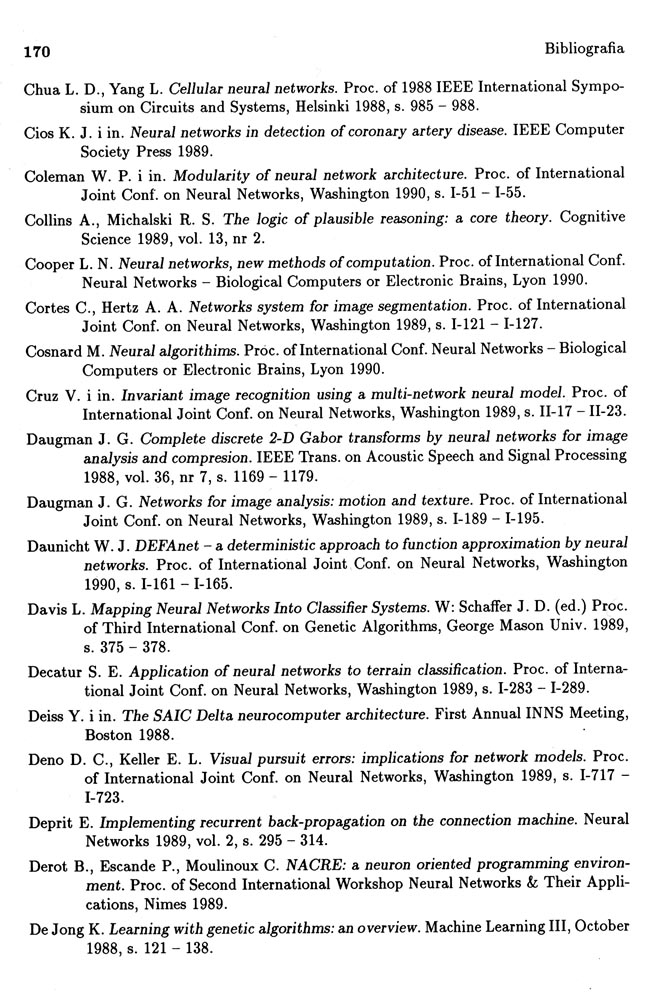 170 Bibliografia
Chua L. D., Yang L. Cellular neural networks. Proc. of 1988 IEEE International Sympo-
sium on Circuits and Systems, Helsinki 1988, s. 985 – 988.
Cios K. J. i in. Neural networks in detection of coronary artery disease. IEEE Computer
Society Press 1989.
Coleman W. P. i in. Modularity of neural network architecture. Proc. of International
Joint Conf. on Neural Networks, Washington 1990, s. I-51 – I-55.
Collins A., Michalski R. S. The logic of plausible reasoning: a core theory. Cognitive
Science 1989, vol. 13, nr 2.
Cooper L. N. Neural networks, new methods of computation. Proc. of International Conf.
Neural Networks – Biological Computers or Electronic Brains, Lyon 1990.
Cortes C., Hertz A. A. Networks system for image segmentation. Proc. of International
Joint Conf. on Neural Networks, Washington 1989, s. I-121 – I-127.
Cosnard M. Neural algorithims. Proc. of International Conf. Neural Networks – Biological
Computers or Electronic Brains, Lyon 1990.
Cruz V. i in. Invariant image recognition using a multi-network neural model. Proc. of
International Joint Conf. on Neural Networks, Washington 1989, s. II-17 – II-23.
Daugman J. G. Complete discrete 2-D Gabor transforms by neural networks for image
analysis and compresion. IEEE Trans. on Acoustic Speech and Signal Processing
1988, vol. 36, nr 7, s. 1169 – 1179.
Daugman J. G. Networks for image analysis: motion and texture. Proc. of International
Joint Conf. on Neural Networks, Washington 1989, s. I-189 – I-195.
Daunicht W. J. DEFAnet – a deterministic approach to function approximation by neural
networks. Proc. of International Joint Conf. on Neural Networks, Washington
1990, s. I-161 – I-165.
Davis L. Mapping Neural Networks Into Classifier Systems. W: Schaffer J. D. (ed.) Proc.
of Third International Conf. on Genetic Algorithms, George Mason Univ. 1989,
s. 375 – 378.
Decatur S. E. Application of neural networks to terrain classification. Proc. of Interna-
tional Joint Conf. on Neural Networks, Washington 1989, s. I-283 – I-289.
Deiss Y. i in. The SAIC Delta neurocomputer architecture. First Annual INNS Meeting,
Boston 1988.
Deno D. C., Keller E. L. Visual pursuit errors: implications for network models. Proc.
of International Joint Conf. on Neural Networks, Washington 1989, s. I-717 –
I-723.
Deprit E. Implementing recurrent back-propagation on the connection machine. Neural
Networks 1989, vol. 2, s. 295 – 314.
Derot B., Escande P., Moulinoux C. NACRE: a neuron oriented programming environ-
ment. Proc. of Second International Workshop Neural Networks & Their Appli-
cations, Nimes 1989.
De Jong K. Learning with genetic algorithms: an overview. Machine Learning III, October
1988, s. 121 – 138.